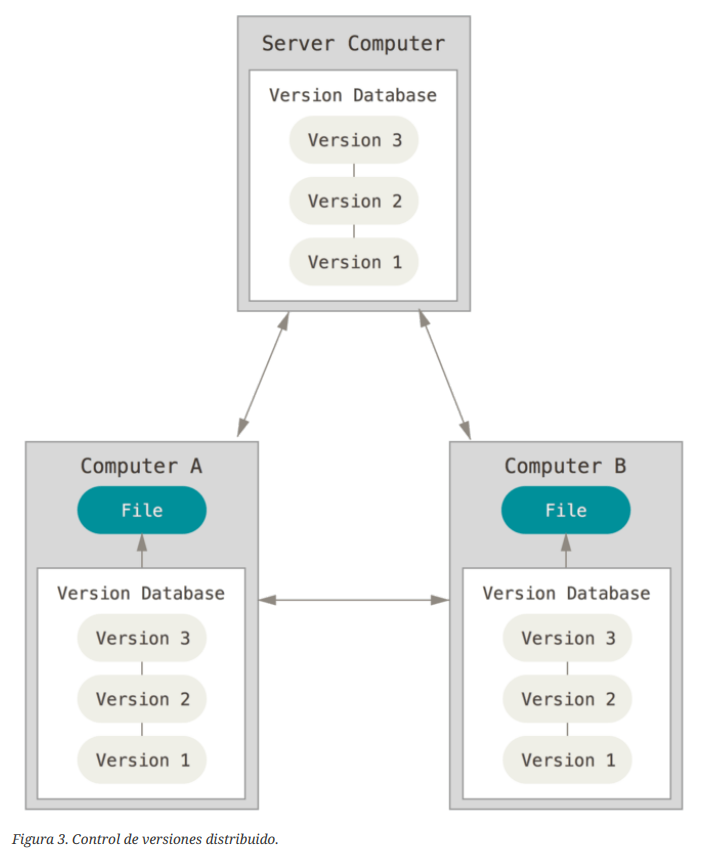 Server Computer
Version Database
Version 3
Version 2
Version 1
Computer A
File
Version Database
Version 3
Version 2
Version 1
Computer B
File
Version Database
Version 3
Version 2
Version 1
Figura 3. Control de versiones distribuido.